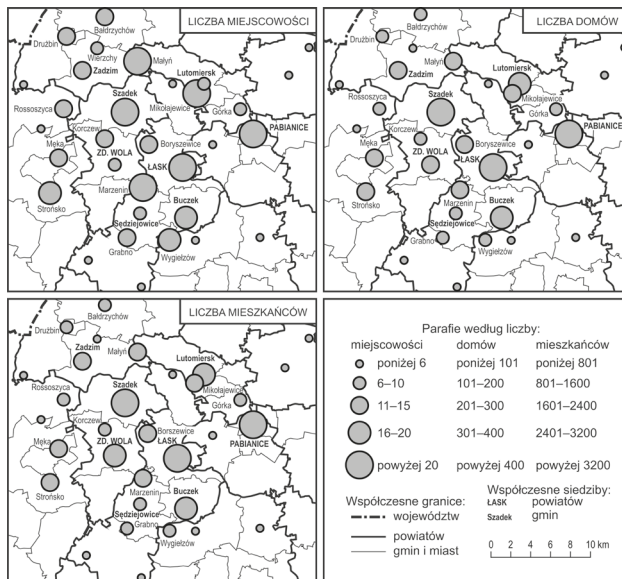 LICZBA MIEJSCOWOŚCI
Bałdrzychów
Drużbin
Wierzchy
Małyń
Zadzim
Lutomiersk
Szadek
Rossoszyca
Mikołajewice
Górka
Korczew
PABIANICE
Męka
Boryszewice
ZD. WOLA
ŁASK
Marzenin
Strońsko
Buczek
Sędziejowice
Grabno
Wygiełzów
LICZBA DOMÓW
Bałdrzychów
Drużbin
Małyń
Zadzim
Lutomiersk
Szadek
Rossoszyca
Mikołajewice
Górka
Korczew
PABIANICE
Męka
Boryszewice
ZD. WOLA
ŁASK
Marzenin
Strońsko
Buczek
Sędziejowice
Grabno
Wygiełzów
LICZBA MIESZKAŃCÓW
Bałdrzychów
Drużbin
Małyń
Zadzim
Lutomiersk
Szadek
Mikołajewice
Rossoszyca
Górka
Korczew
Borszewice
PABIANICE
Męka
ZD. WOLA
ŁASK
Marzenin
Strońsko
Buczek
Sędziejowice
Grabno
Wygiełzów
Parafie według liczby:
miejscowości domów mieszkańców
poniżej 6 poniżej 101 poniżej 801
6–10 101–200 801–1600
11–15 201–300 1601–2400
16–20 301–400 2401–3200
powyżej 20 powyżej 400 powyżej 3200
Współczesne granice:
województw
powiatów
gmin i miast
Współczesne siedziby:
ŁASK powiatów
Szadek gmin
0 2 4 6 8 10 km